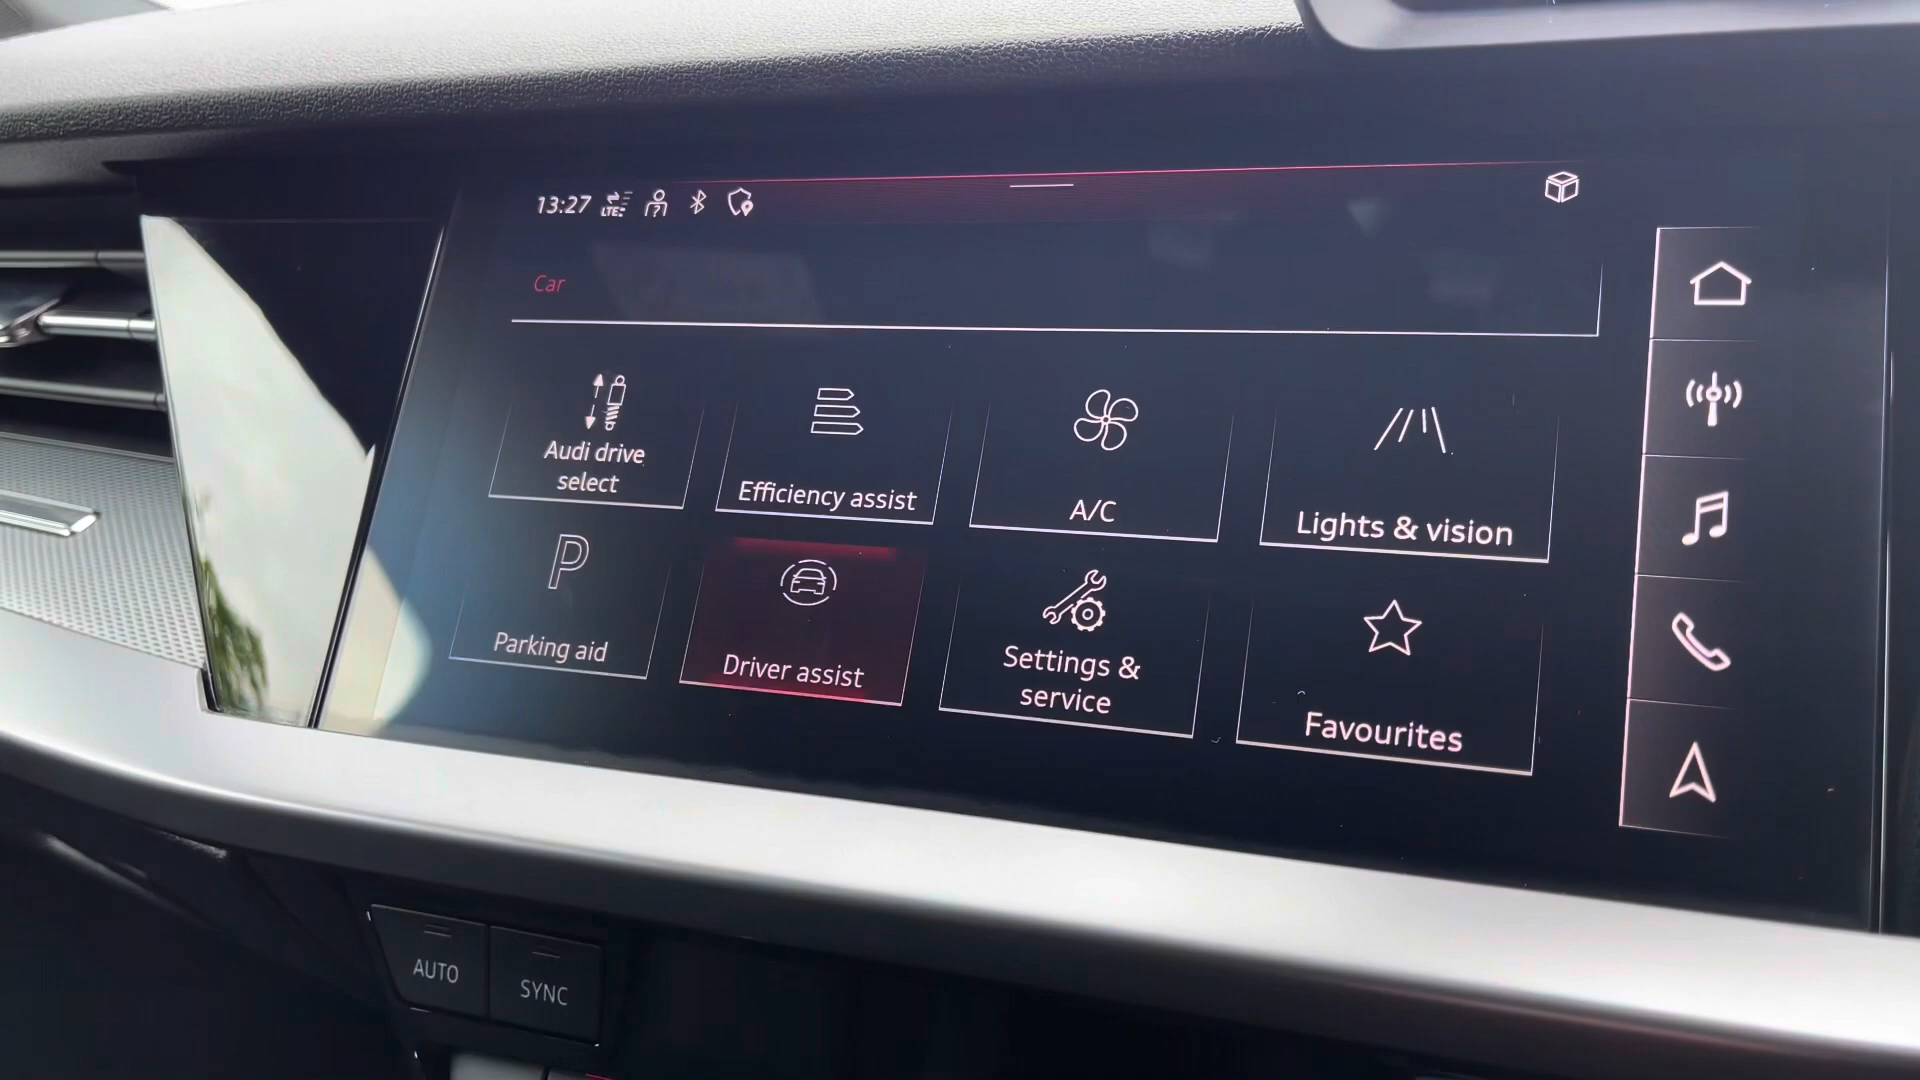 13:27 LTE
Car
Audi drive
select
Efficiency assist
A/C
Lights & vision
P
Parking aid
Driver assist
Settings &
service
Favourites
AUTO
SYNC